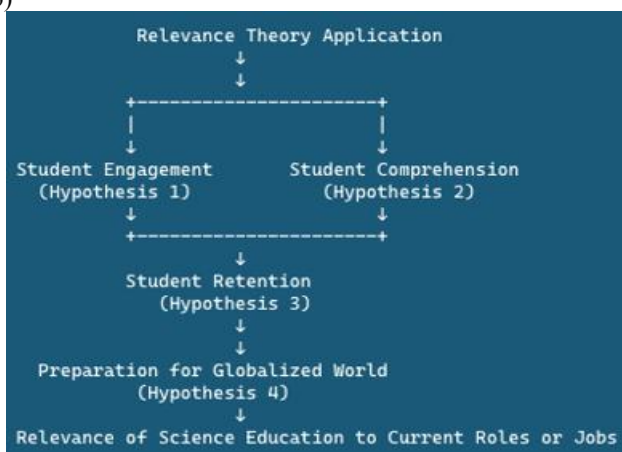 Relevance Theory Application
↓
↓
+----------------------+
| |
↓ ↓
Student Engagement Student Comprehension
(Hypothesis 1) (Hypothesis 2)
↓ ↓
+----------------------+
↓
Student Retention
(Hypothesis 3)
↓
↓
Preparation for Globalized World
(Hypothesis 4)
↓
Relevance of Science Education to Current Roles or Jobs